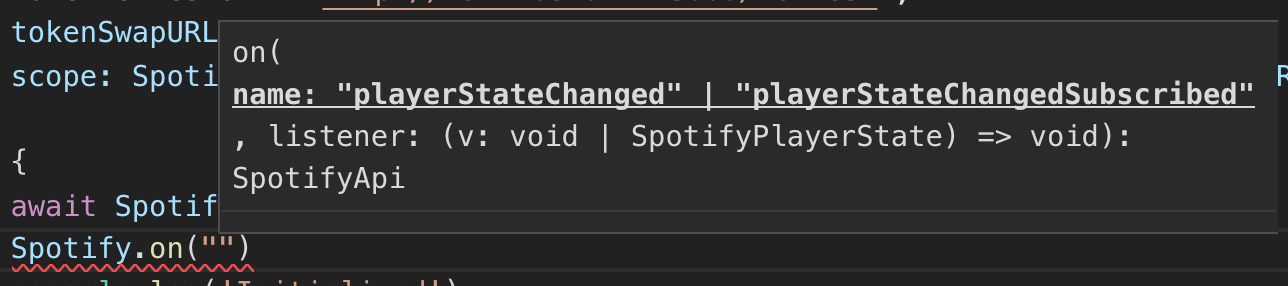 tokenSwapURL
on(
scope: Spoti
name: "playerStateChanged" | "playerStateChangedSubscribed"
, listener: (v: void | SpotifyPlayerState) => void):
{
SpotifyApi
await Spotif
Spotify.on("")